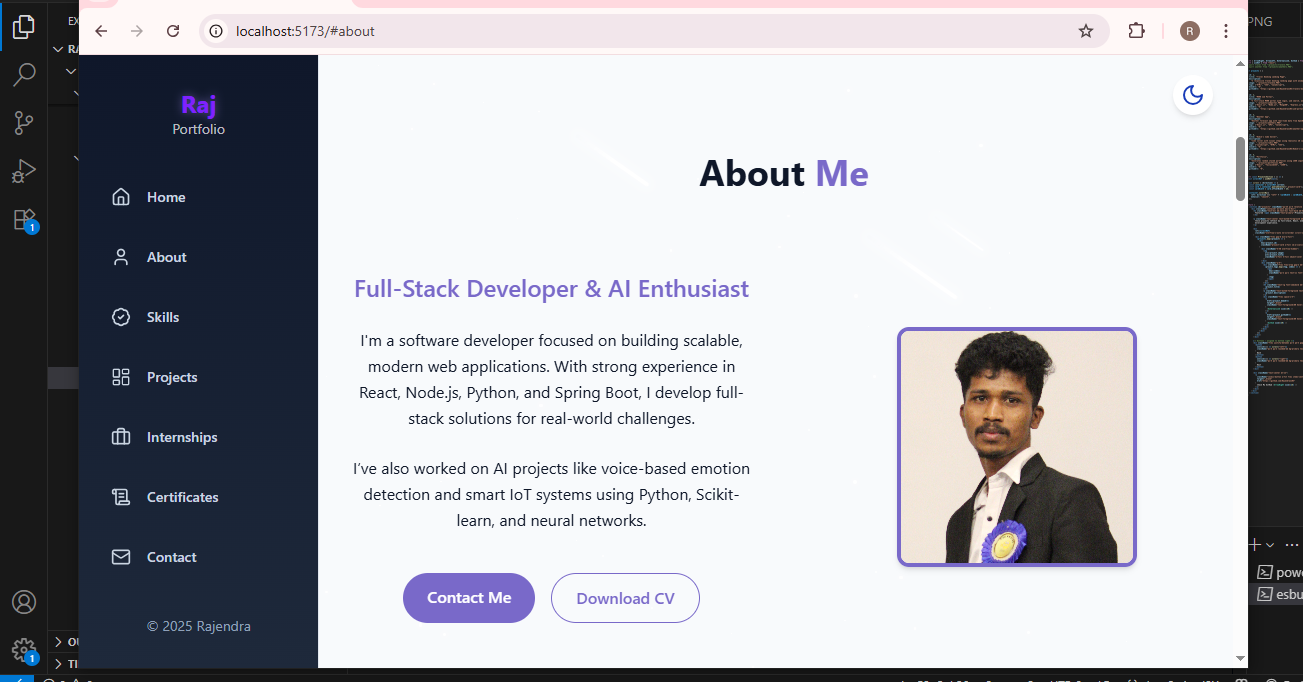 localhost:5173/#about
R
PNG
Raj
Portfolio
Home
About
Skills
Projects
Internships
Certificates
Contact
© 2025 Rajendra
About Me
Full-Stack Developer & AI Enthusiast
I'm a software developer focused on building scalable,
modern web applications. With strong experience in
React, Node.js, Python, and Spring Boot, I develop full-
stack solutions for real-world challenges.
I’ve also worked on AI projects like voice-based emotion
detection and smart IoT systems using Python, Scikit-
learn, and neural networks.
Contact Me
Download CV
1
1